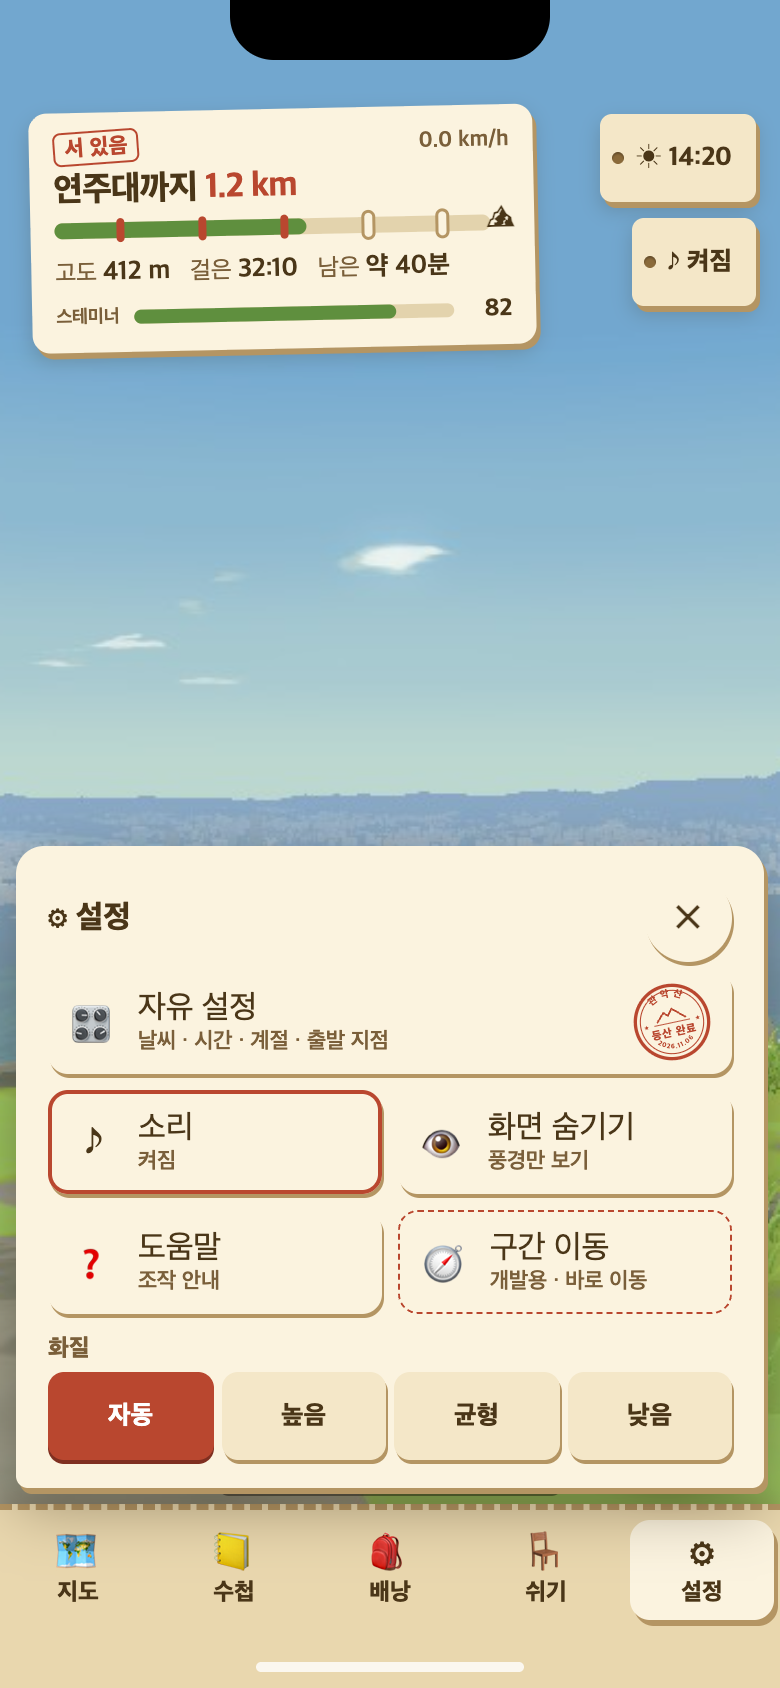 서 있음
0.0 km/h
연주대까지 1.2 km
고도 412 m 걸은 32:10 남은 약 40분
스테미너 82
14:20
♪ 켜짐
설정
자유 설정
날씨 · 시간 · 계절 · 출발 지점
관악산
등산 완료
2026.11.06
소리
켜짐
화면 숨기기
풍경만 보기
도움말
조작 안내
구간 이동
개발용 · 바로 이동
화질
자동 높음 균형 낮음
지도 수첩 배낭 쉬기 설정